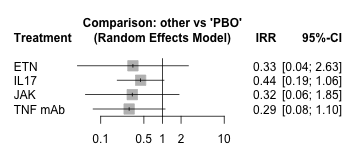 Comparison: other vs 'PBO'
Treatment (Random Effects Model) IRR 95%-CI
ETN 0.33 [0.04; 2.63]
IL17 0.44 [0.19; 1.06]
JAK 0.32 [0.06; 1.85]
TNF mAb 0.29 [0.08; 1.10]
0.1 0.5 1 2 10